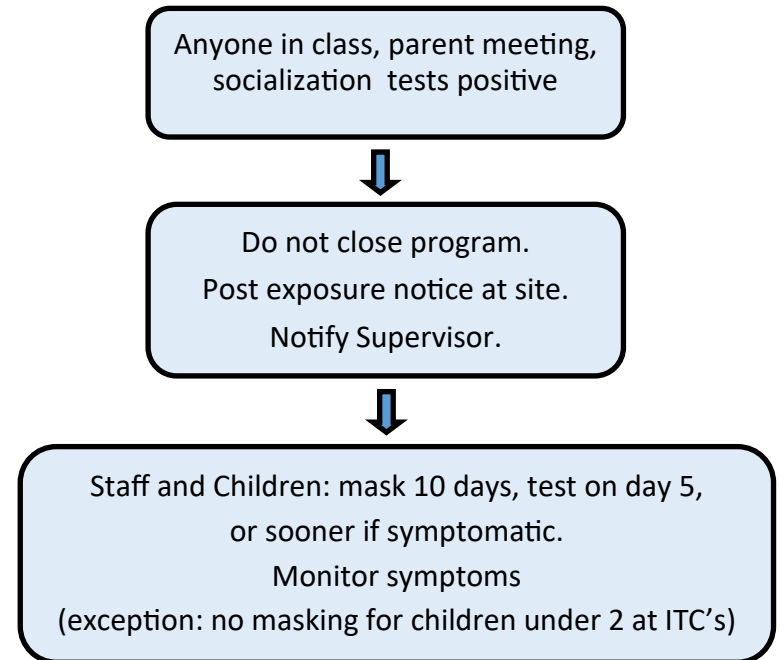 Anyone in class, parent meeting,
socialization  tests positive
Do not close program.
Post exposure notice at site.
Notify Supervisor.
Staff and Children: mask 10 days, test on day 5,
or sooner if symptomatic.
Monitor symptoms
(exception: no masking for children under 2 at ITC’s)